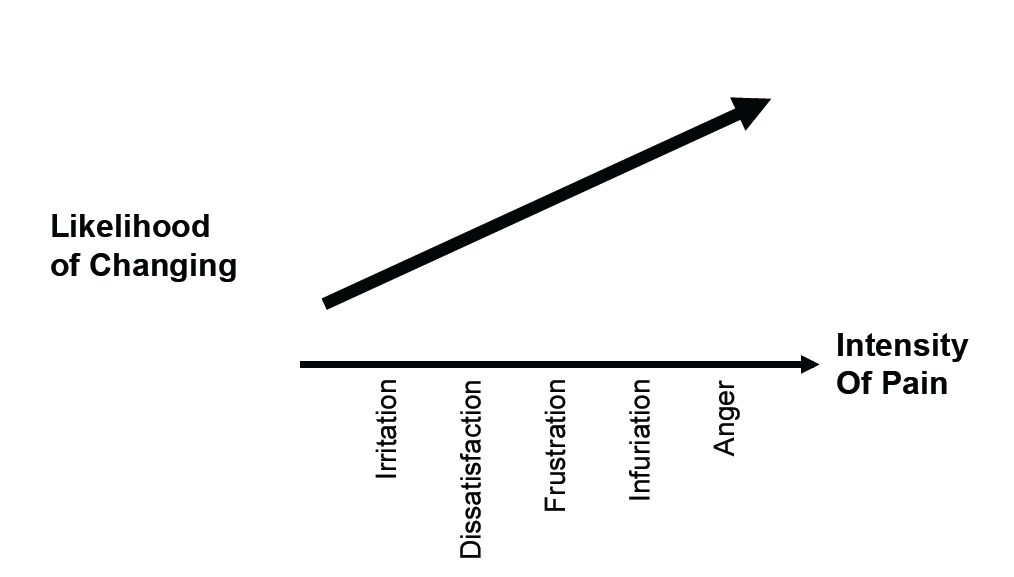 Likelihood
of Changing
Intensity
Of Pain
Irritation
Dissatisfaction
Frustration
Infuriation
Anger